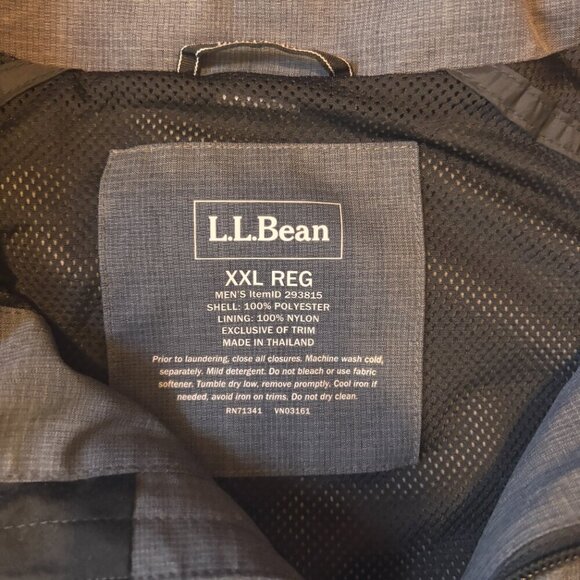 L.L.Bean
XXL REG
MEN'S ItemID 293815
SHELL: 100% POLYESTER
LINING: 100% NYLON
EXCLUSIVE OF TRIM
MADE IN THAILAND
Prior to laundering, close all closures. Machine wash cold,
separately. Mild detergent. Do not bleach or use fabric
softener. Tumble dry low, remove promptly. Cool iron if
needed, avoid iron on trims. Do not dry clean.
RN71341 VN03161